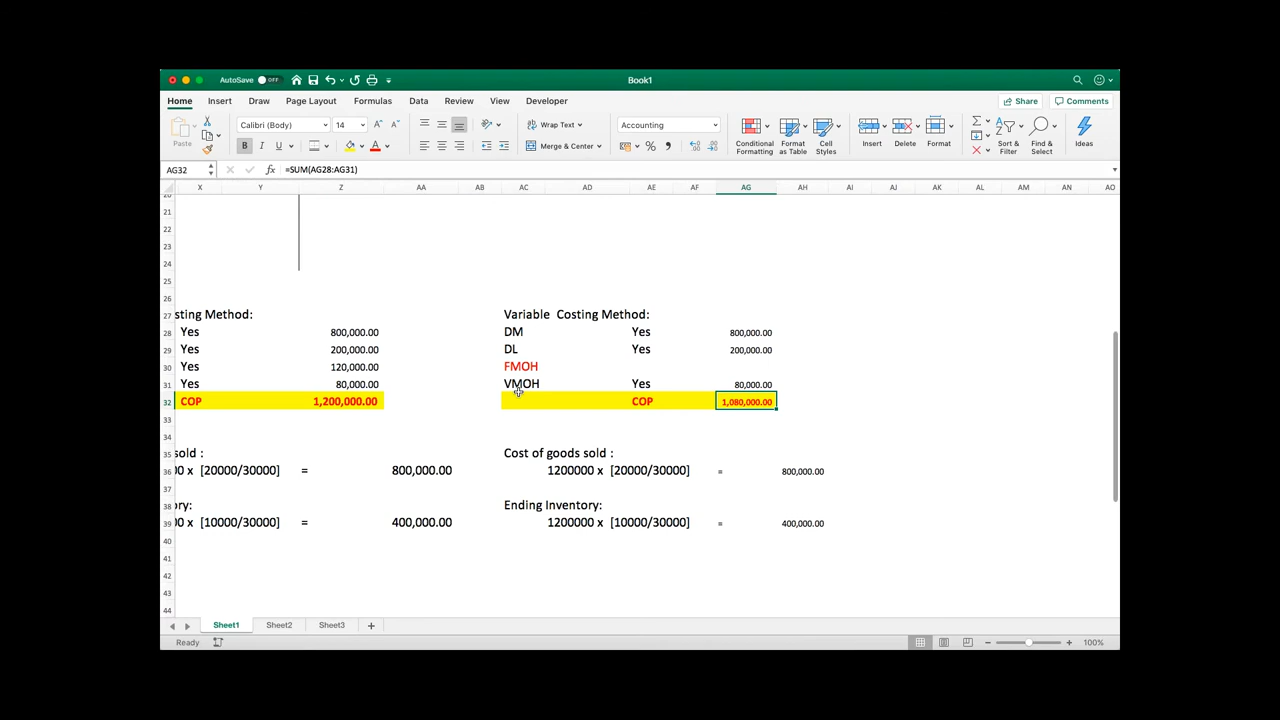 AutoSave OFF Book1
Home Insert Draw Page Layout Formulas Data Review View Developer Share Comments
Paste Calibri (Body) 14 A A Wrap Text Accounting Conditional Formatting Format as Table Cell Styles Insert Delete Format Sort & Filter Find & Select Ideas
B I U A Merge & Center % ,
AG32 fx =SUM(AG28:AG31)
X Y Z AA AB AC AD AE AF AG AH AI AJ AK AL AM AN AO
20
21
22
23
24
25
26
27 sting Method: Variable Costing Method:
28 Yes 800,000.00 DM Yes 800,000.00
29 Yes 200,000.00 DL Yes 200,000.00
30 Yes 120,000.00 FMOH
31 Yes 80,000.00 VMOH Yes 80,000.00
32 COP 1,200,000.00 COP 1,080,000.00
33
34
35 sold : Cost of goods sold :
36 00 x [20000/30000] = 800,000.00 1200000 x [20000/30000] = 800,000.00
37
38 ory: Ending Inventory:
39 00 x [10000/30000] = 400,000.00 1200000 x [10000/30000] = 400,000.00
40
41
42
43
44
Sheet1 Sheet2 Sheet3 +
Ready 100%